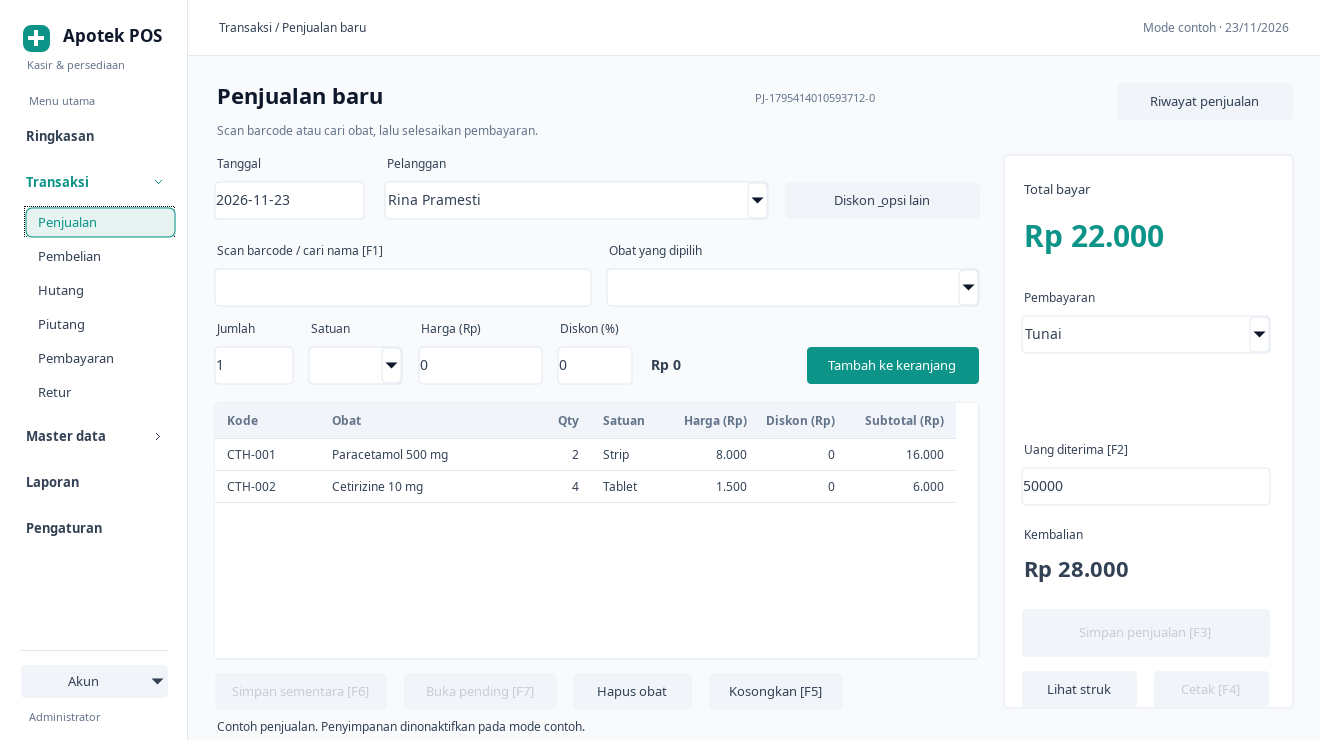 Apotek POS
Kasir & persediaan
Menu utama
Ringkasan
Transaksi
Penjualan
Pembelian
Hutang
Piutang
Pembayaran
Retur
Master data
Laporan
Pengaturan
Akun
Administrator
Transaksi / Penjualan baru
Mode contoh · 23/11/2026
Penjualan baru
PJ-1795414010593712-0
Riwayat penjualan
Scan barcode atau cari obat, lalu selesaikan pembayaran.
Tanggal
Pelanggan
2026-11-23
Rina Pramesti
Diskon _opsi lain
Scan barcode / cari nama [F1]
Obat yang dipilih
Jumlah
Satuan
Harga (Rp)
Diskon (%)
1
0
0
Rp 0
Tambah ke keranjang
Kode Obat Qty Satuan Harga (Rp) Diskon (Rp) Subtotal (Rp)
CTH-001 Paracetamol 500 mg 2 Strip 8.000 0 16.000
CTH-002 Cetirizine 10 mg 4 Tablet 1.500 0 6.000
Simpan sementara [F6]
Buka pending [F7]
Hapus obat
Kosongkan [F5]
Contoh penjualan. Penyimpanan dinonaktifkan pada mode contoh.
Total bayar
Rp 22.000
Pembayaran
Tunai
Uang diterima [F2]
50000
Kembalian
Rp 28.000
Simpan penjualan [F3]
Lihat struk
Cetak [F4]